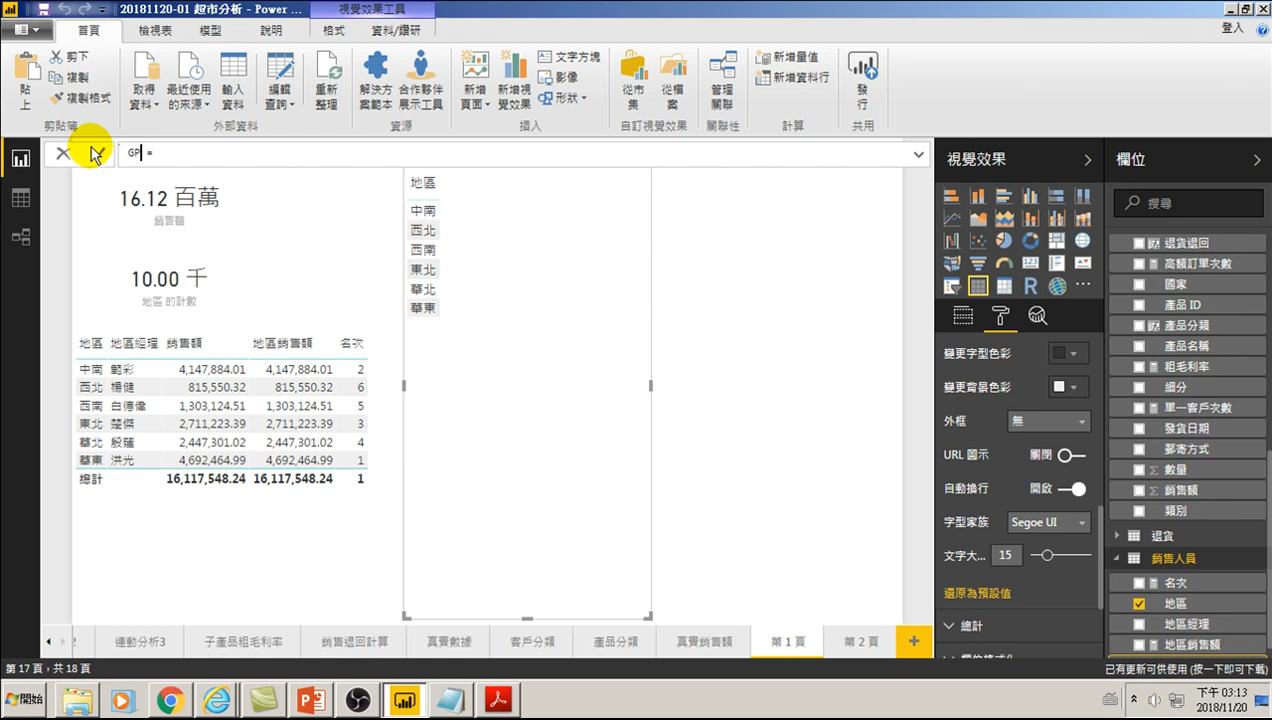 20181120-01 超市分析 - Power ...
視覺效果工具
首頁
檢視表
模型
說明
格式
資料/鑽研
登入
貼上
剪下
複製
複製格式
剪貼簿
取得資料
最近使用的來源
輸入資料
編輯查詢
重新整理
外部資料
解決方案範本
合作夥伴展示工具
資源
新增頁面
新增視覺效果
文字方塊
影像
形狀
插入
從市集
從檔案
自訂視覺效果
管理關聯
關聯性
新增量值
新增資料行
計算
發行
共用
GP =
16.12 百萬
銷售額
10.00 千
地區 的計數
地區 地區經理 銷售額 地區銷售額 名次
中南 範彩 4,147,884.01 4,147,884.01 2
西北 楊健 815,550.32 815,550.32 6
西南 白德偉 1,303,124.51 1,303,124.51 5
東北 楚傑 2,711,223.39 2,711,223.39 3
華北 殷蓮 2,447,301.02 2,447,301.02 4
華東 洪光 4,692,464.99 4,692,464.99 1
總計 16,117,548.24 16,117,548.24 1
地區
中南
西北
西南
東北
華北
華東
視覺效果
R
123
變更字型色彩
變更背景色彩
外框 無
URL 圖示 關閉
自動換行 開啟
字型家族 Segoe UI
文字大... 15
還原為預設值
總計
欄位
搜尋
退貨退回
高額訂單次數
國家
產品 ID
產品分類
產品名稱
粗毛利率
細分
單一客戶次數
發貨日期
郵寄方式
數量
銷售額
類別
退貨
銷售人員
名次
地區
地區經理
地區銷售額
連動分析3
子產品粗毛利率
銷售退回計算
真實數據
客戶分類
產品分類
真實銷售額
第 1 頁
第 2 頁
第 17 頁，共 18 頁
已有更新可供使用 (按一下即可下載)
開始
下午 03:13
2018/11/20